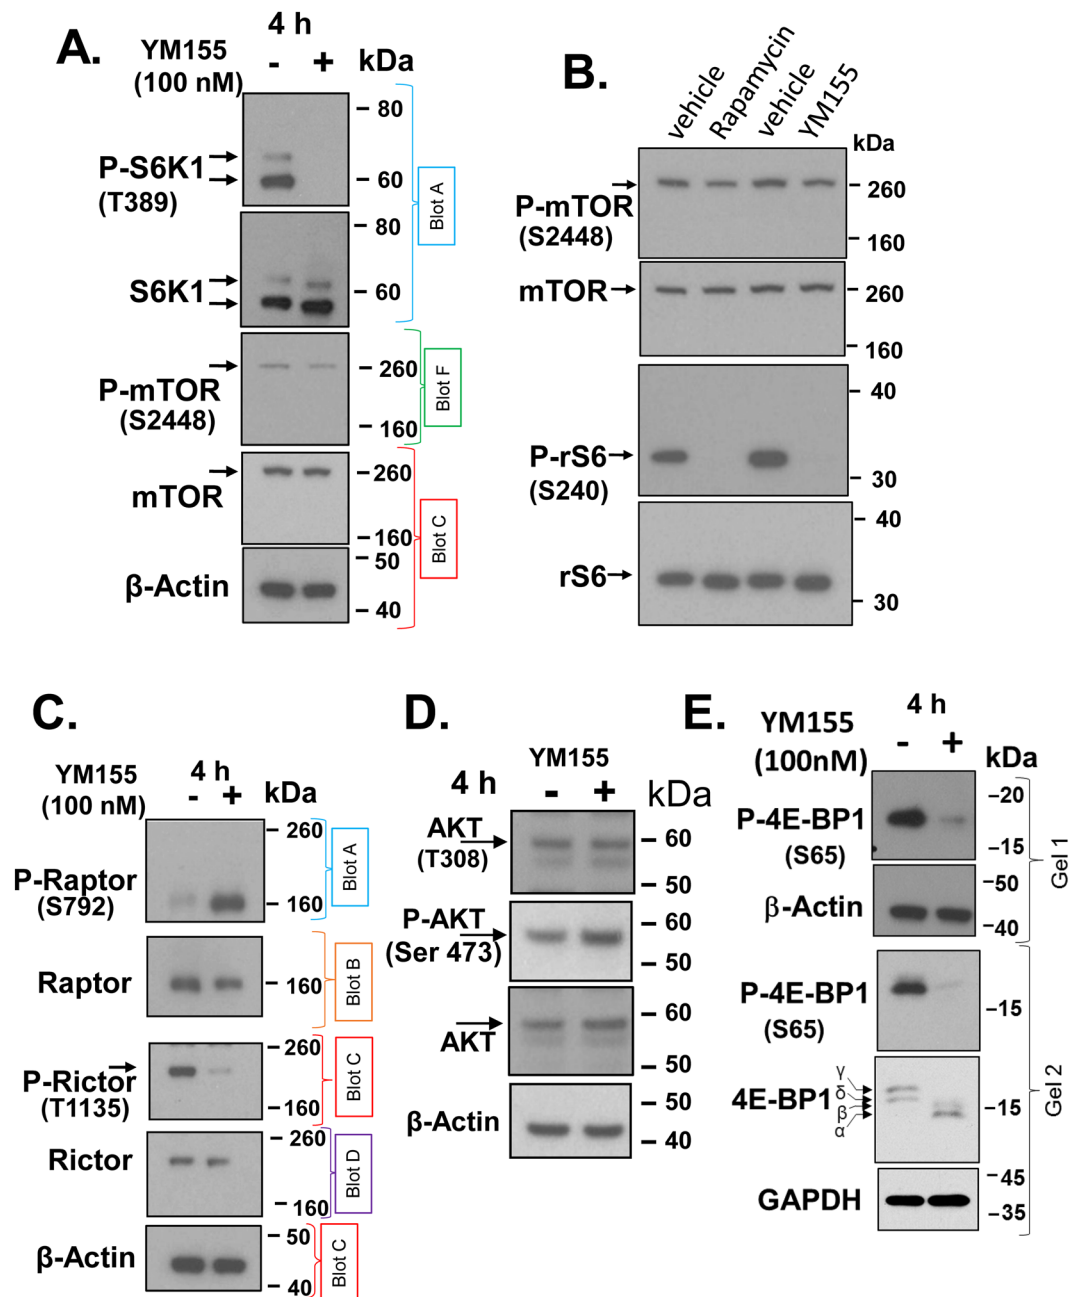 A.
4 h
YM155
(100 nM)
- +
kDa
80
P-S6K1
(T389)
60
Blot A
80
S6K1
60
260
P-mTOR
(S2448)
160
Blot F
260
mTOR
160
50
Blot C
β-Actin
40
B.
vehicle
Rapamycin
vehicle
YM155
kDa
P-mTOR
(S2448)
260
160
mTOR
260
160
40
P-rS6
(S240)
30
40
rS6
30
C.
YM155
(100 nM)
4 h
- +
kDa
260
P-Raptor
(S792)
160
Blot A
Raptor
160
Blot B
260
P-Rictor
(T1135)
160
Blot C
260
Rictor
160
Blot D
50
β-Actin
40
Blot C
D.
YM155
4 h
- +
kDa
AKT
(T308)
60
50
P-AKT
(Ser 473)
60
50
60
AKT
50
50
β-Actin
40
E.
4 h
YM155
(100nM)
- +
kDa
20
P-4E-BP1
(S65)
15
50
β-Actin
40
Gel 1
P-4E-BP1
(S65)
15
4E-BP1
γ
δ
β
α
15
Gel 2
45
GAPDH
35